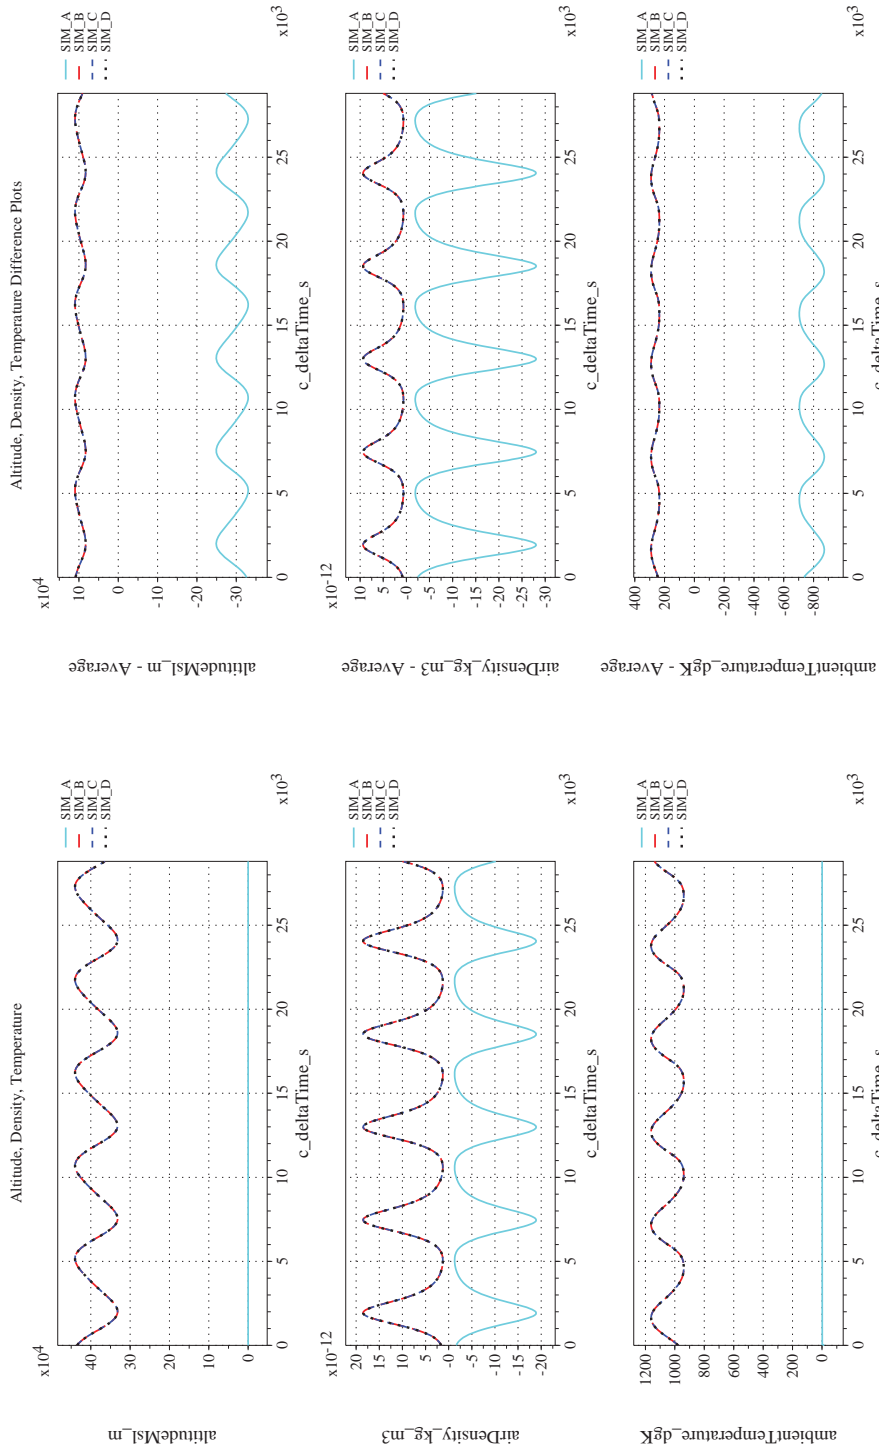 Altitude, Density, Temperature
x10^4
altitudeMsl_m
40
30
20
10
0
0 5 10 15 20 25
c_deltaTime_s
x10^3
SIM_A
SIM_B
SIM_C
SIM_D
x10^-12
airDensity_kg_m3
20
15
10
5
-0
-5
-10
-15
-20
0 5 10 15 20 25
c_deltaTime_s
x10^3
SIM_A
SIM_B
SIM_C
SIM_D
ambientTemperature_dgK
1200
1000
800
600
400
200
0
0 5 10 15 20 25
c_deltaTime_s
x10^3
SIM_A
SIM_B
SIM_C
SIM_D
Altitude, Density, Temperature Difference Plots
x10^4
altitudeMsl_m - Average
10
0
-10
-20
-30
0 5 10 15 20 25
c_deltaTime_s
x10^3
SIM_A
SIM_B
SIM_C
SIM_D
x10^-12
airDensity_kg_m3 - Average
10
5
-0
-5
-10
-15
-20
-25
-30
0 5 10 15 20 25
c_deltaTime_s
x10^3
SIM_A
SIM_B
SIM_C
SIM_D
ambientTemperature_dgK - Average
400
200
0
-200
-400
-600
-800
0 5 10 15 20 25
c_deltaTime_s
x10^3
SIM_A
SIM_B
SIM_C
SIM_D